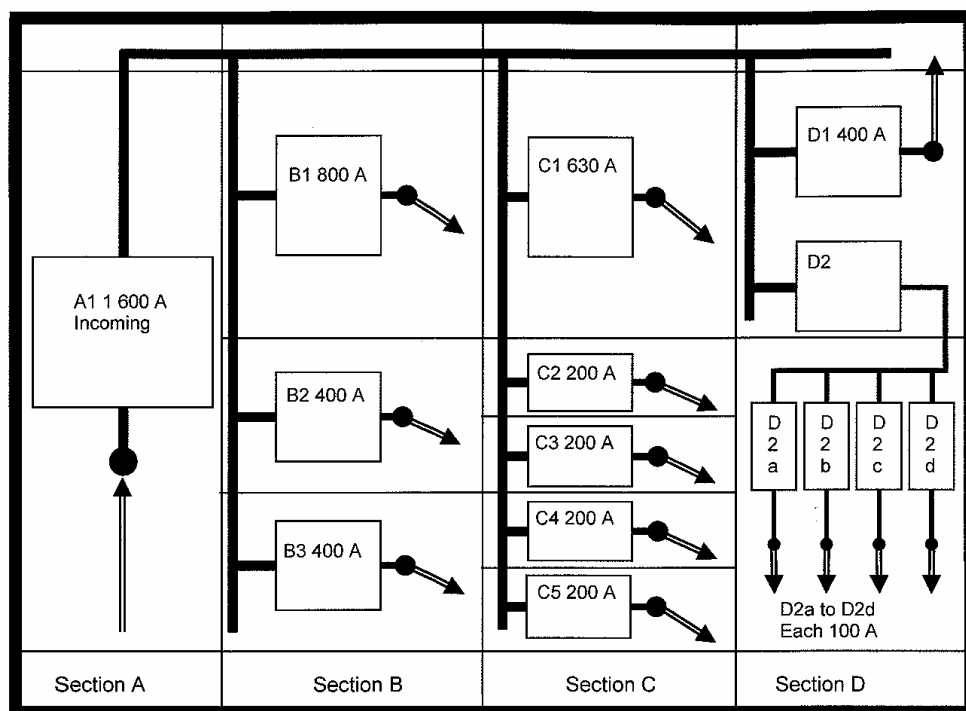 A1 1 600 A
Incoming
Section A
B1 800 A
B2 400 A
B3 400 A
Section B
C1 630 A
C2 200 A
C3 200 A
C4 200 A
C5 200 A
Section C
D1 400 A
D2
D
2
a
D
2
b
D
2
c
D
2
d
D2a to D2d
Each 100 A
Section D